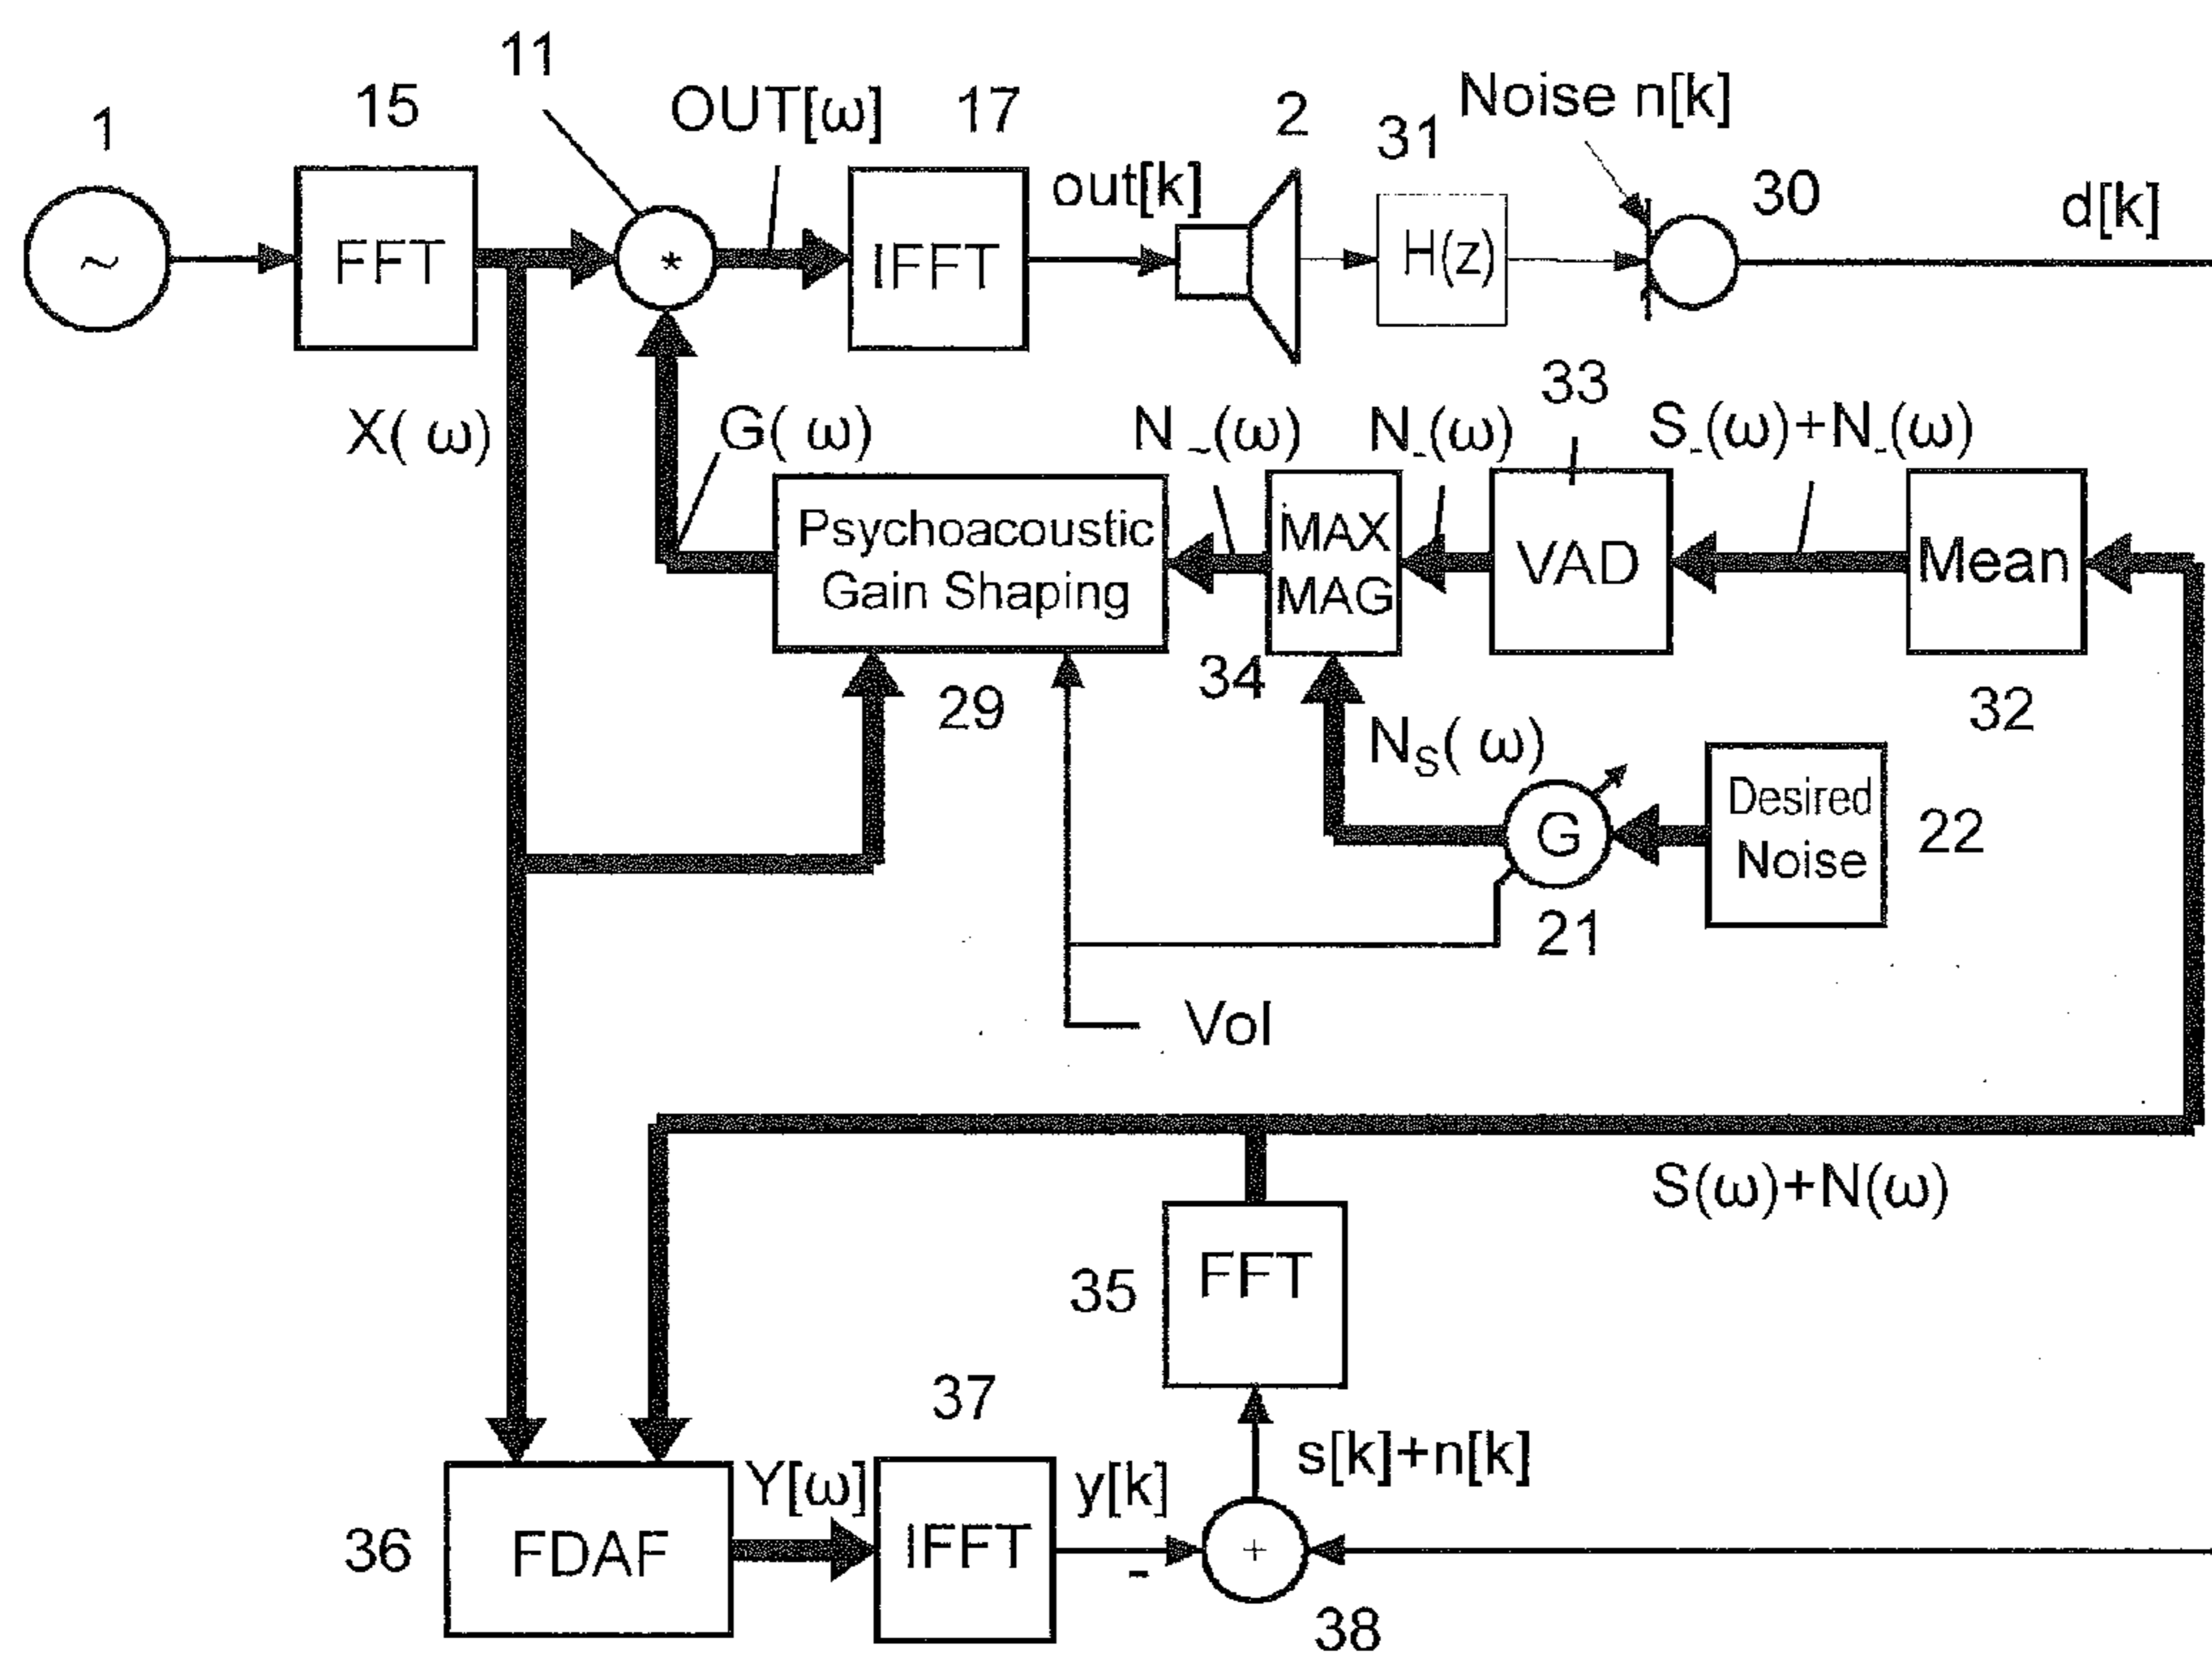 1
15
11
OUT[ω]
17
2
31
Noise n[k]
30
d[k]
~
FFT
*
IFFT
out[k]
H(z)
X( ω)
G( ω)
N~(ω)
N-(ω)
33
S-(ω)+N-(ω)
Psychoacoustic
Gain Shaping
MAX
MAG
VAD
Mean
29
34
32
NS( ω)
G
Desired
Noise
22
21
Vol
S(ω)+N(ω)
35
FFT
37
s[k]+n[k]
36
FDAF
Y[ω]
IFFT
y[k]
-
+
38